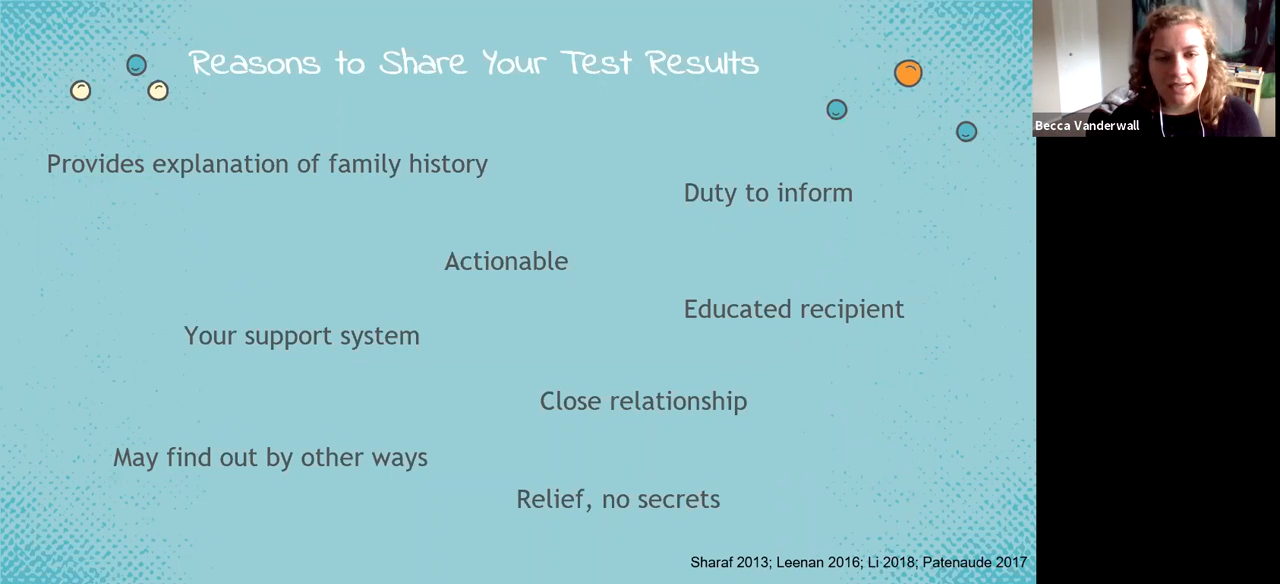 Reasons to Share Your Test Results
Becca Vanderwall
Provides explanation of family history
Duty to inform
Actionable
Educated recipient
Your support system
Close relationship
May find out by other ways
Relief, no secrets
Sharaf 2013; Leenan 2016; Li 2018; Patenaude 2017